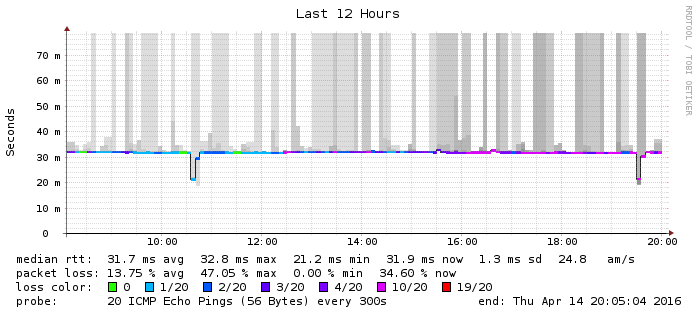 Last 12 Hours
RRDTOOL / TOBI OETIKER
Seconds
70 m
60 m
50 m
40 m
30 m
20 m
10 m
0
10:00 12:00 14:00 16:00 18:00 20:00
median rtt: 31.7 ms avg 32.8 ms max 21.2 ms min 31.9 ms now 1.3 ms sd 24.8 am/s
packet loss: 13.75 % avg 47.05 % max 0.00 % min 34.60 % now
loss color: 0 1/20 2/20 3/20 4/20 10/20 19/20
probe: 20 ICMP Echo Pings (56 Bytes) every 300s end: Thu Apr 14 20:05:04 2016